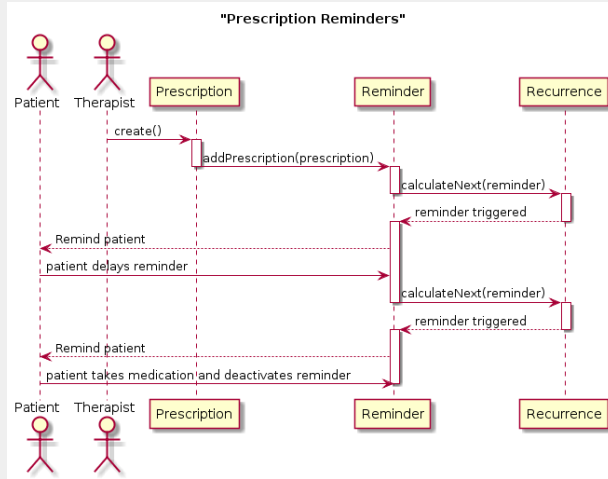 "Prescription Reminders"
Patient Therapist Prescription Reminder Recurrence
create()
addPrescription(prescription)
calculateNext(reminder)
reminder triggered
Remind patient
patient delays reminder
calculateNext(reminder)
reminder triggered
Remind patient
patient takes medication and deactivates reminder
Patient Therapist Prescription Reminder Recurrence